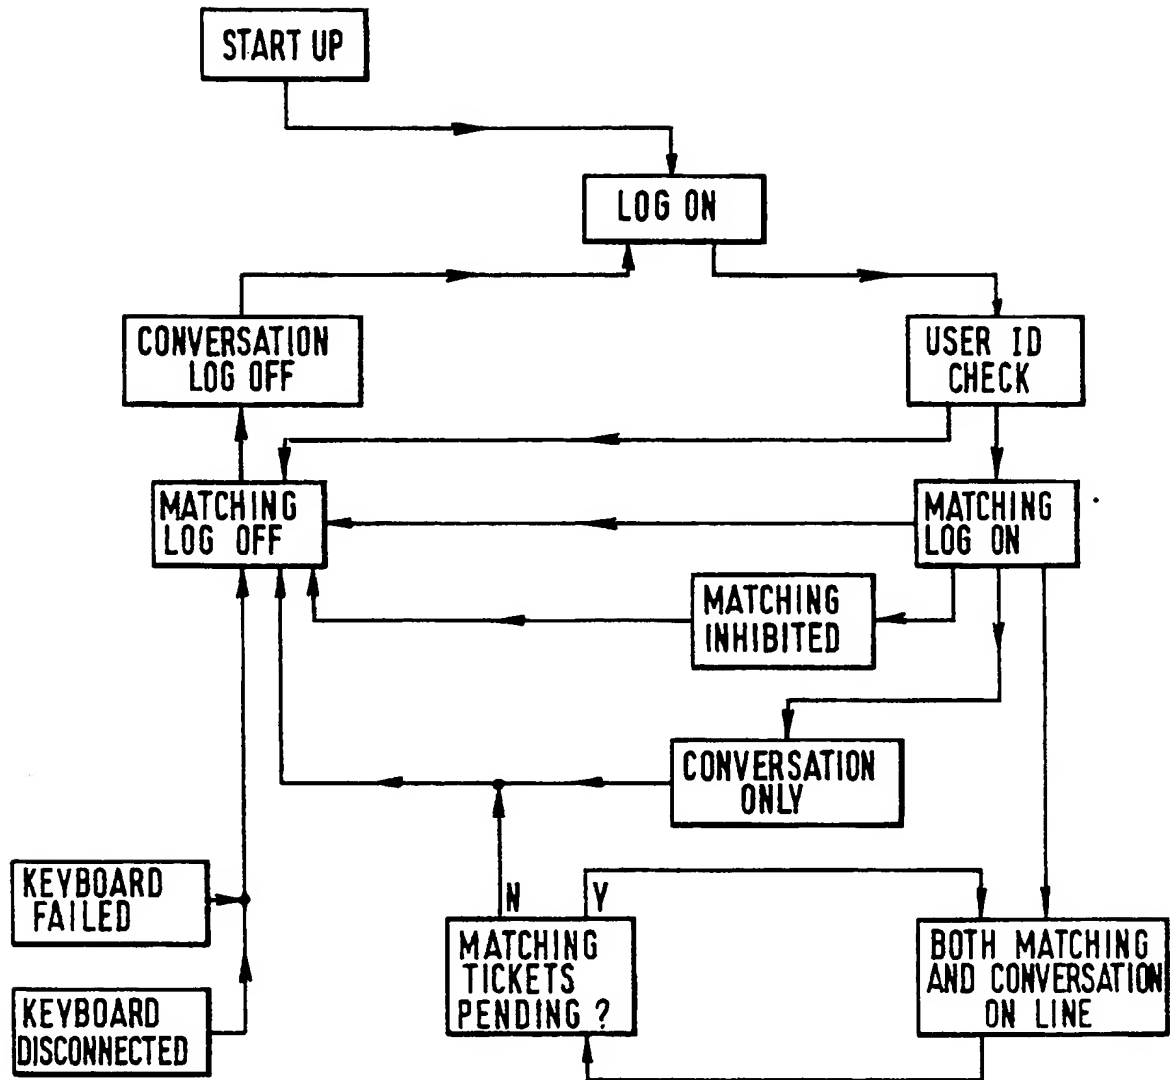 START UP
LOG ON
CONVERSATION
LOG OFF
USER ID
CHECK
MATCHING
LOG OFF
MATCHING
LOG ON
MATCHING
INHIBITED
CONVERSATION
ONLY
KEYBOARD
FAILED
N
Y
MATCHING
TICKETS
PENDING ?
BOTH MATCHING
AND CONVERSATION
ON LINE
KEYBOARD
DISCONNECTED